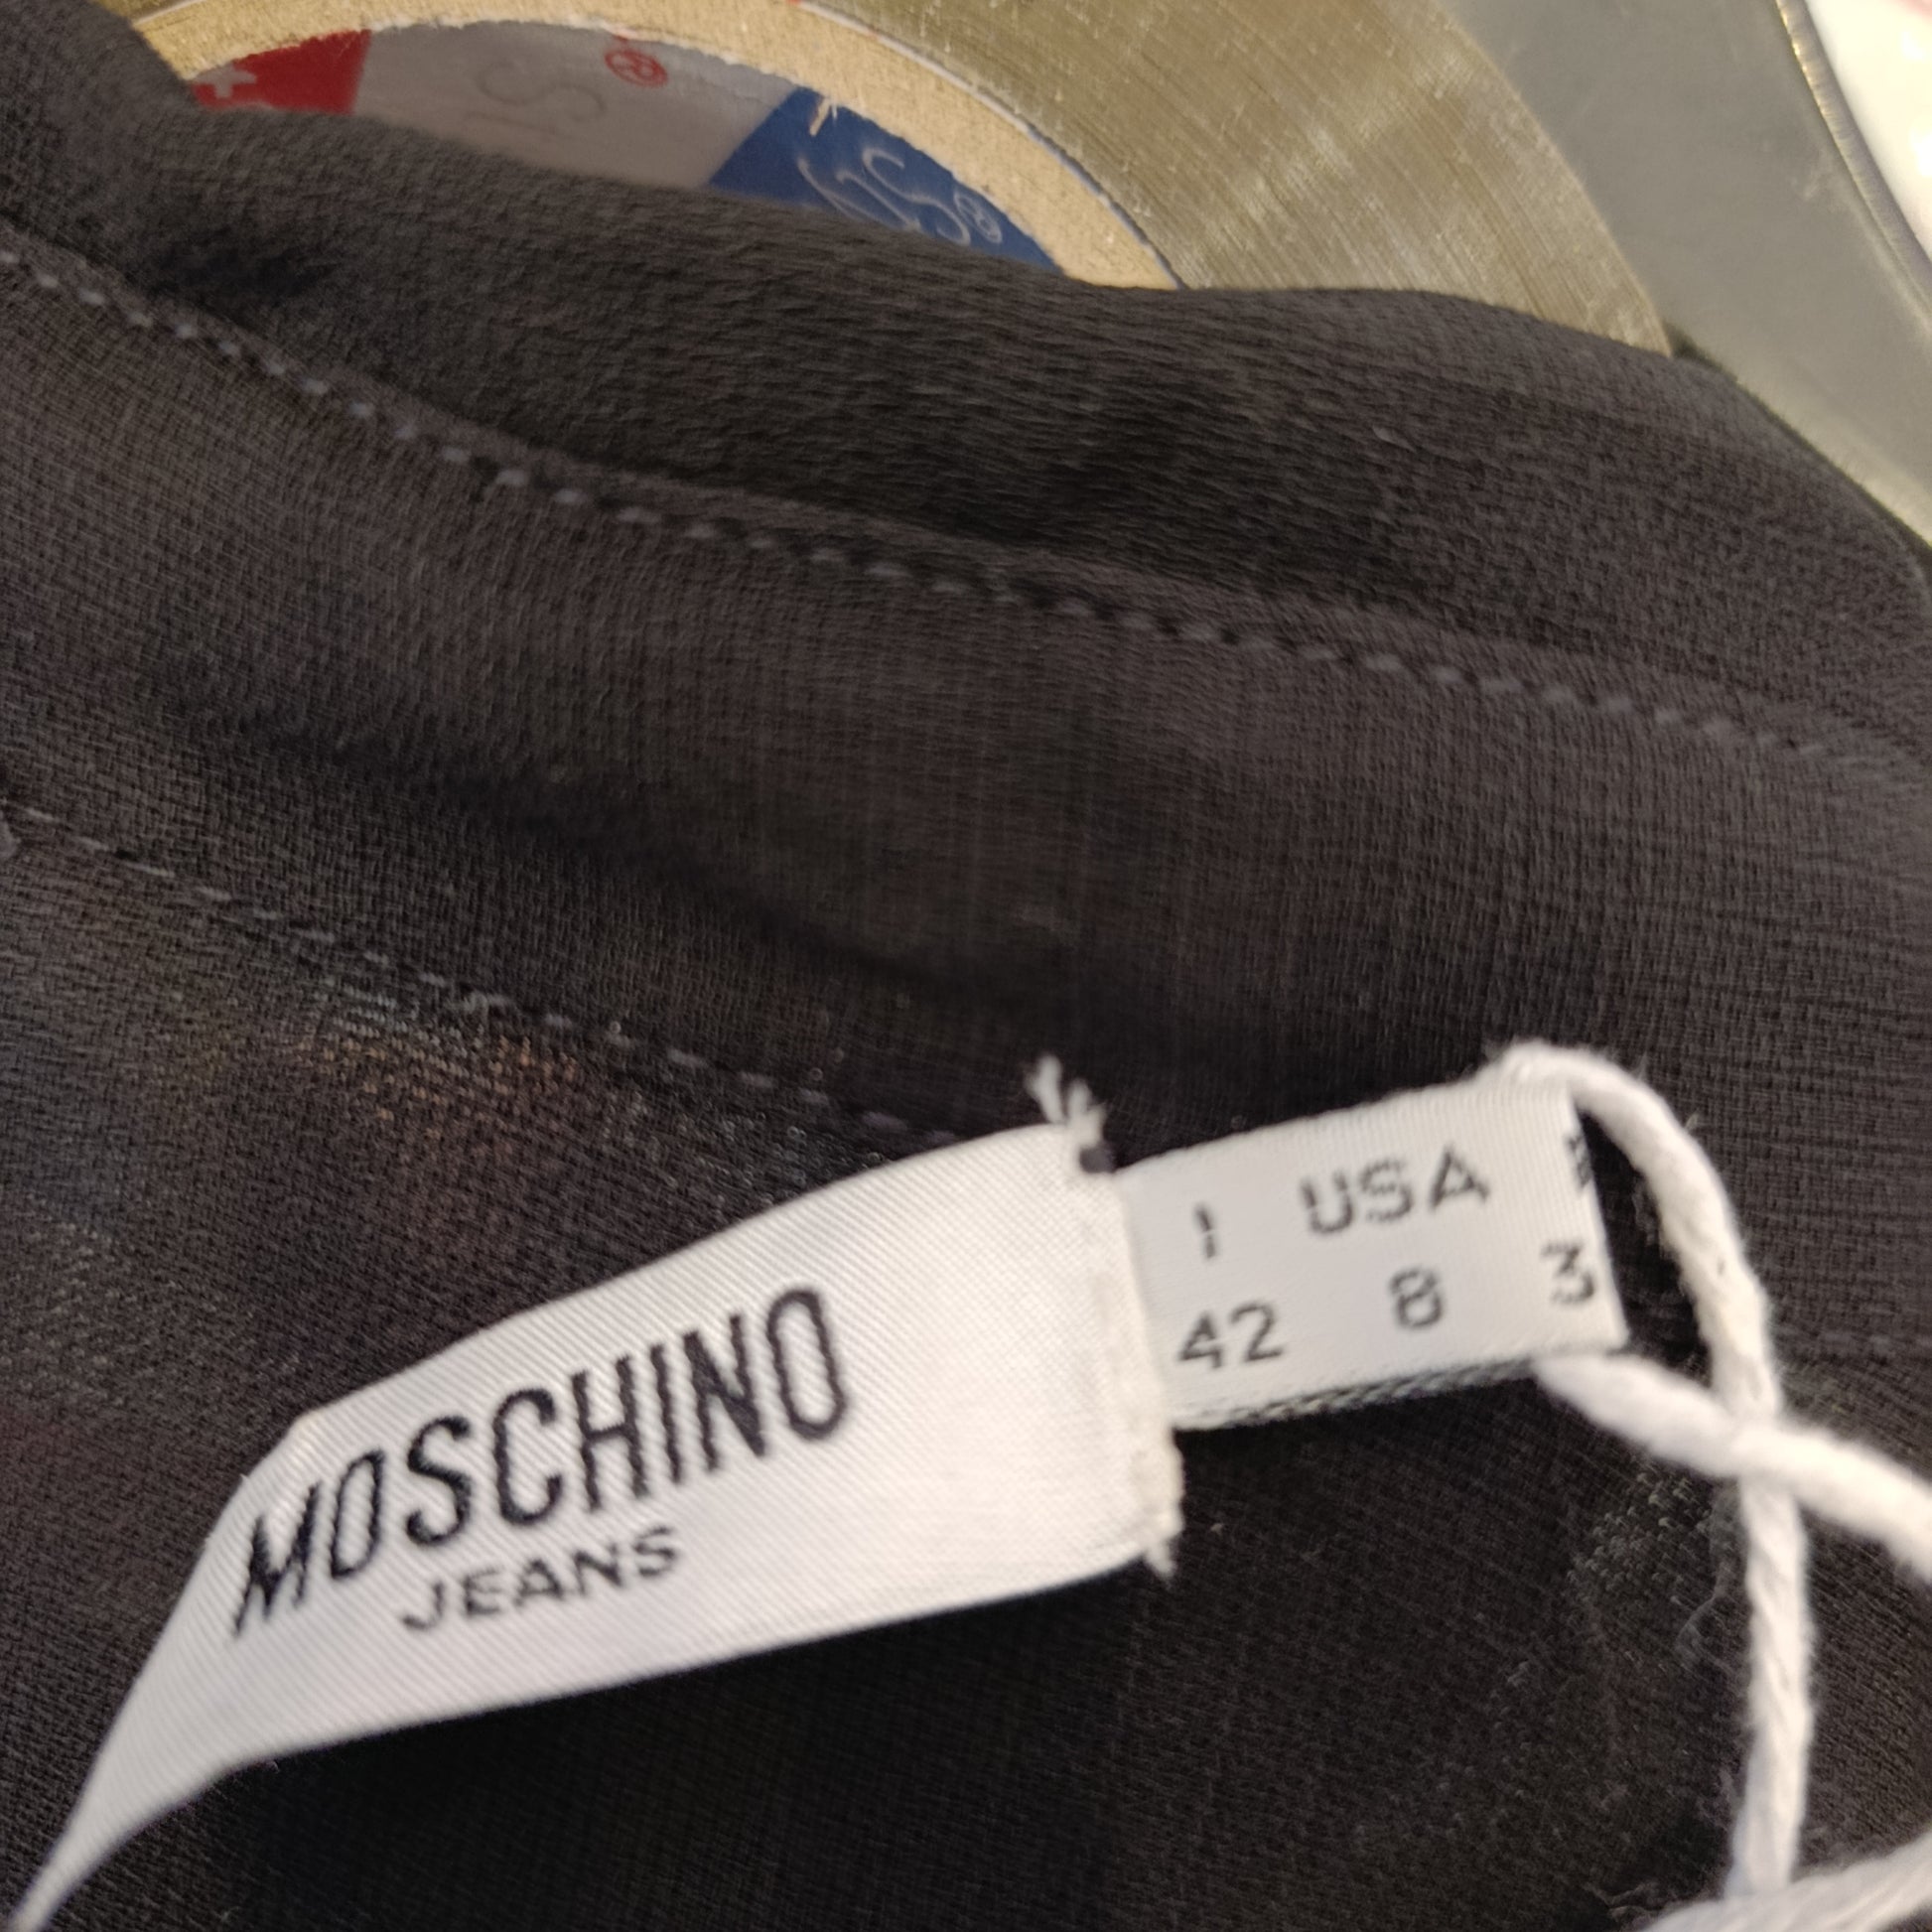 MOSCHINO
JEANS
I USA
42 8 3